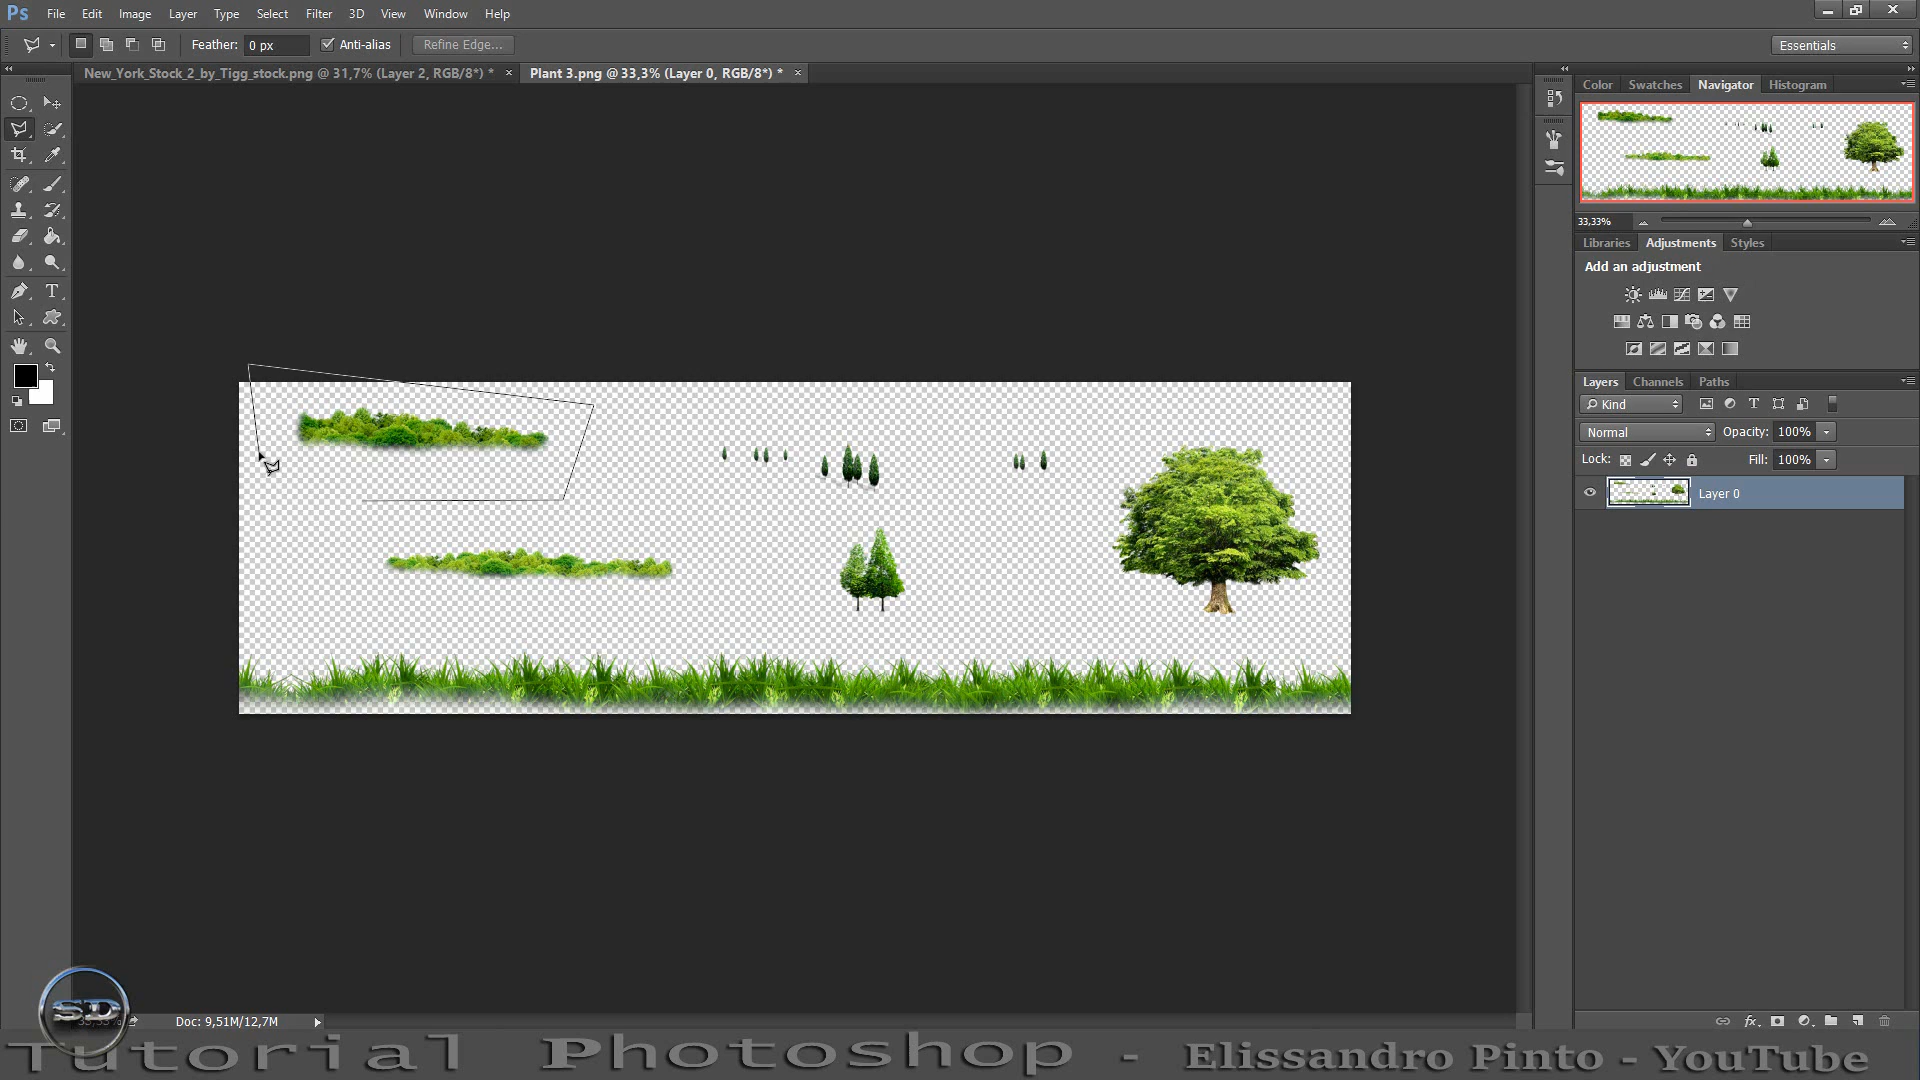 Ps File Edit Image Layer Type Select Filter 3D View Window Help
Feather: 0 px Anti-alias Refine Edge... Essentials
New_York_Stock_2_by_Tigg_stock.png @ 31,7% (Layer 2, RGB/8*) * × Plant 3.png @ 33,3% (Layer 0, RGB/8*) * ×
Color Swatches Navigator Histogram
33,33%
Libraries Adjustments Styles
Add an adjustment
Layers Channels Paths
Kind
Normal Opacity: 100%
Lock: Fill: 100%
Layer 0
SD
33,33% Doc: 9,51M/12,7M
Tutorial Photoshop - Elissandro Pinto - YouTube